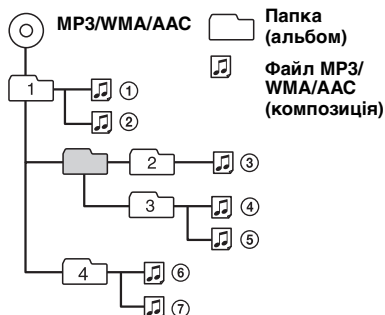 MP3/WMA/AAC
Папка
(альбом)
Файл MP3/
WMA/AAC
(композиція)
1
①
②
2
③
3
④
⑤
4
⑥
⑦